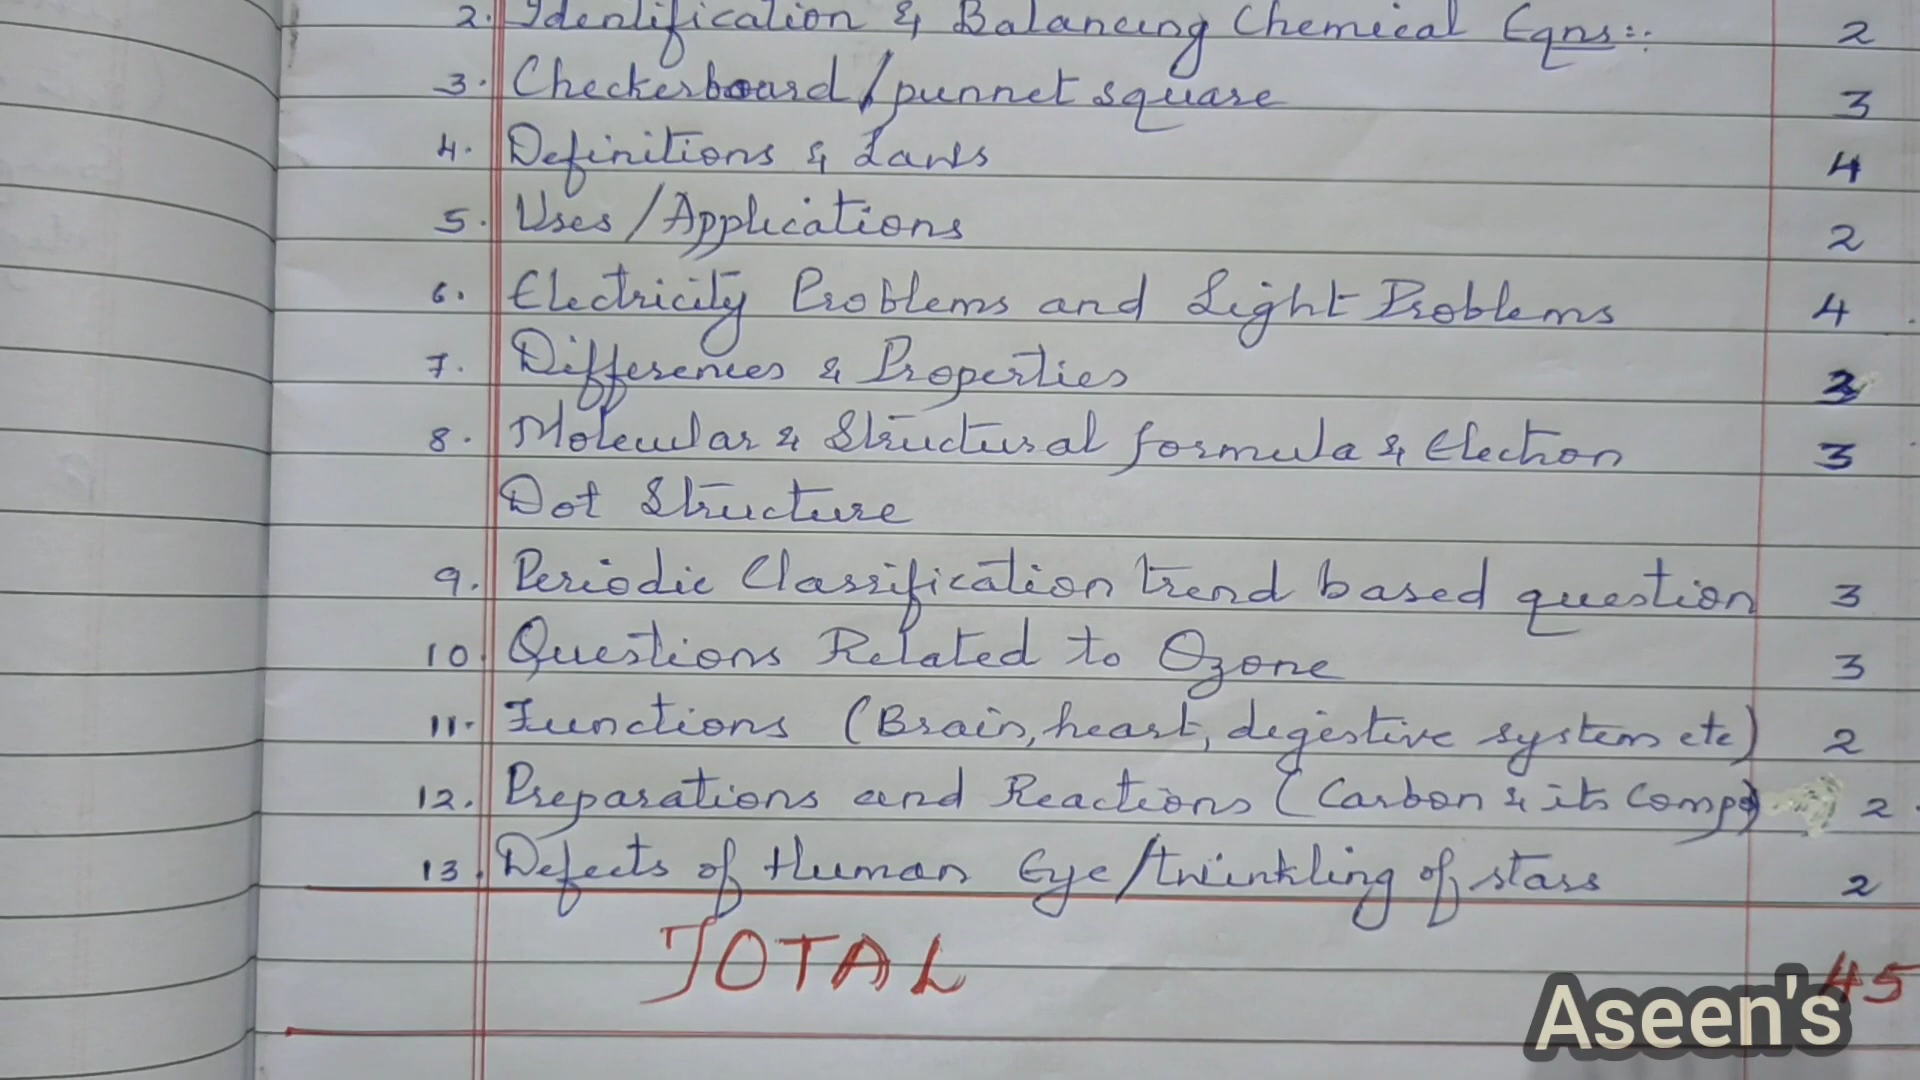 2. Identification & Balancing Chemical Eqns:- 2
3. Checkerboard/punnet square 3
4. Definitions & Laws 4
5. Uses/Applications 2
6. Electricity Problems and Light Problems 4
7. Differences & Properties
8. Molecular & Structural formula & Electron 3
Dot Structure
9. Periodic Classification trend based question 3
10. Questions Related to Ozone 3
11. Functions (Brain, heart, digestive system etc) 2
12. Preparations and Reactions (Carbon & its Compd) 2
13. Defects of Human Eye/twinkling of stars 2
TOTAL 45
Aseen's